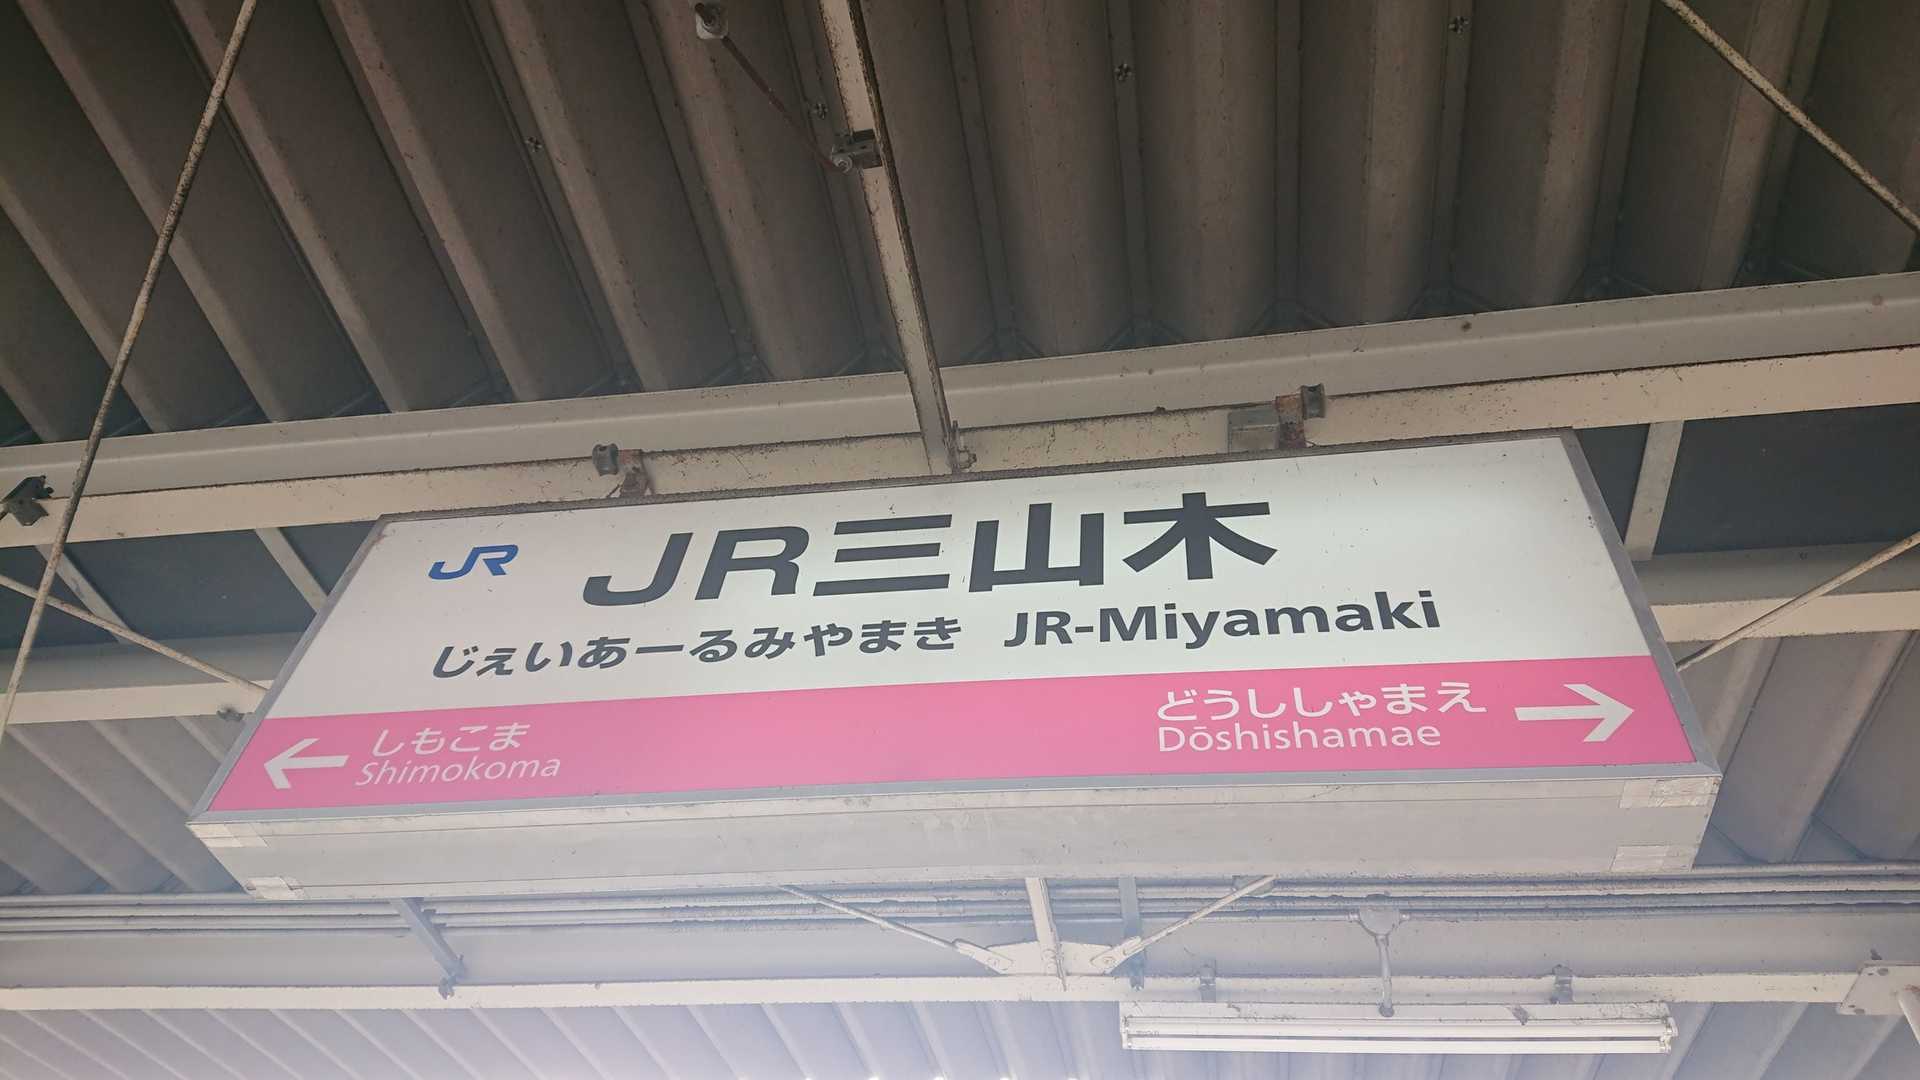 JR JR三山木
じぇいあーるみやまき JR-Miyamaki
しもこま
Shimokoma
どうししゃまえ
Dōshishamae